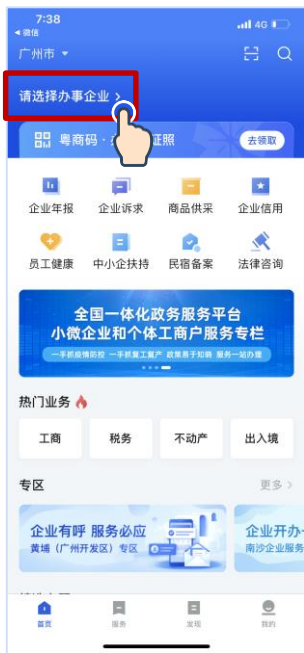 7:38
4G
◀ 微信
广州市
请选择办事企业 >
粤商码 ·
证照
去领取
企业年报
企业诉求
商品供采
企业信用
员工健康
中小企扶持
民宿备案
法律咨询
全国一体化政务服务平台
小微企业和个体工商户服务专栏
一手抓疫情防控 一手抓复工复产 政策易于知晓 服务一站办理
热门业务
工商
税务
不动产
出入境
专区
更多 >
企业有呼 服务必应
黄埔（广州开发区）专区
企业开办一
南沙企业服务
首页
服务
发现
我的